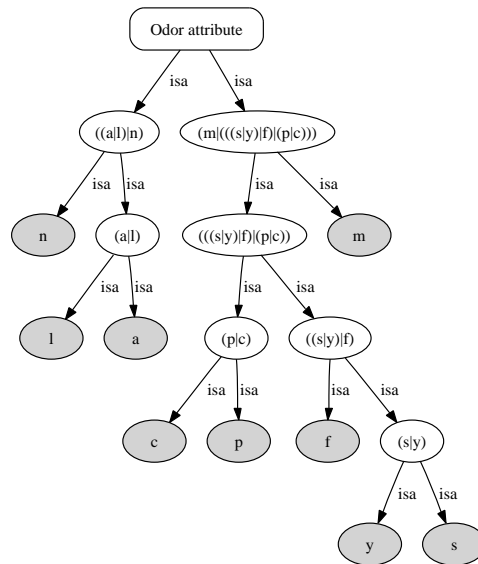 Odor attribute
isa isa
((a|l)|n) (m|(((s|y)|f)|(p|c)))
isa isa isa isa
n (a|l) (((s|y)|f)|(p|c)) m
isa isa isa isa
l a (p|c) ((s|y)|f)
isa isa isa isa
c p f (s|y)
isa isa
y s